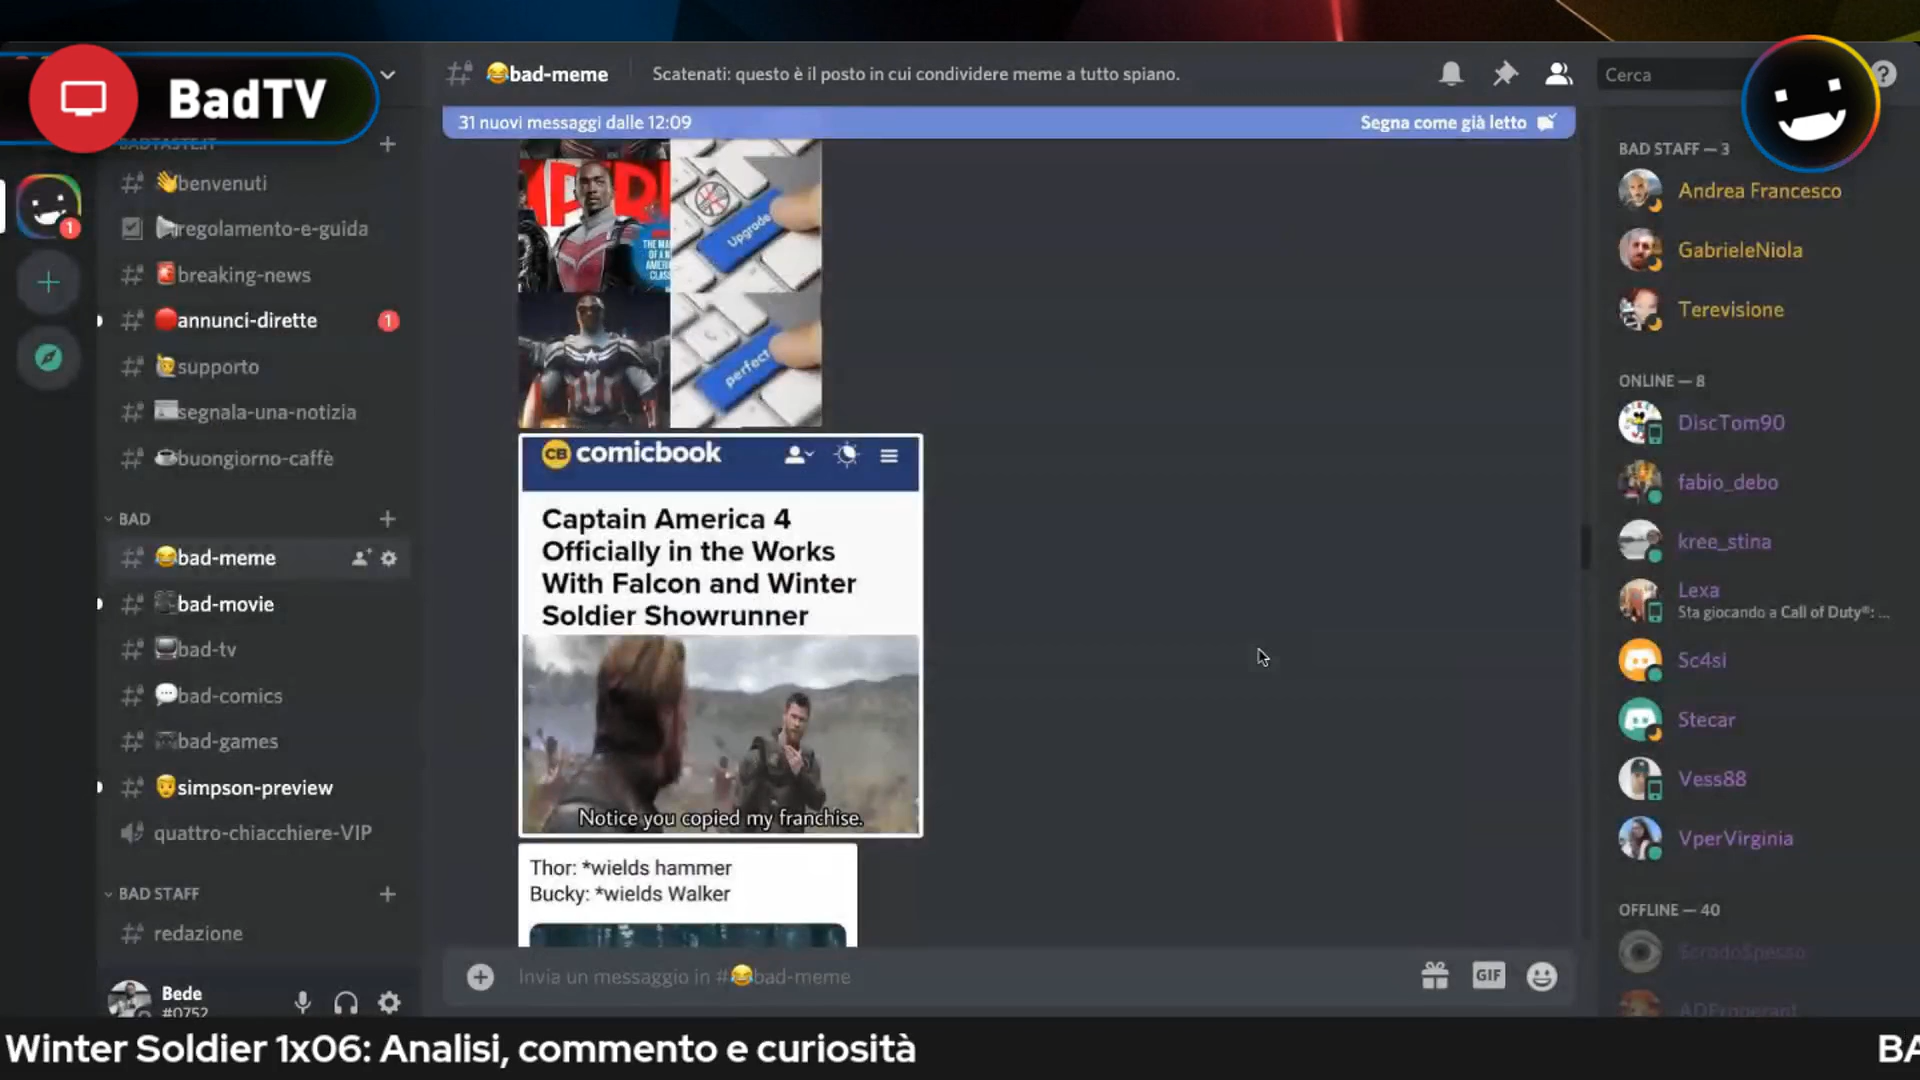 BadTV
😂bad-meme
Scatenati: questo è il posto in cui condividere meme a tutto spiano.
Cerca
31 nuovi messaggi dalle 12:09
Segna come già letto
BADTASTE.IT
👋benvenuti
regolamento-e-guida
breaking-news
annunci-dirette
1
supporto
segnala-una-notizia
buongiorno-caffè
1
BAD
😂bad-meme
bad-movie
bad-tv
bad-comics
bad-games
simpson-preview
quattro-chiacchiere-VIP
BAD STAFF
redazione
Bede
#0752
Upgrade
perfect
CB comicbook
Captain America 4
Officially in the Works
With Falcon and Winter
Soldier Showrunner
Notice you copied my franchise.
Thor: *wields hammer
Bucky: *wields Walker
Invia un messaggio in #😂bad-meme
GIF
BAD STAFF — 3
Andrea Francesco
GabrieleNiola
Terevisione
ONLINE — 8
DiscTom90
fabio_debo
kree_stina
Lexa
Sta giocando a Call of Duty®: ...
Sc4si
Stecar
Vess88
VperVirginia
OFFLINE — 40
Winter Soldier 1x06: Analisi, commento e curiosità
BA